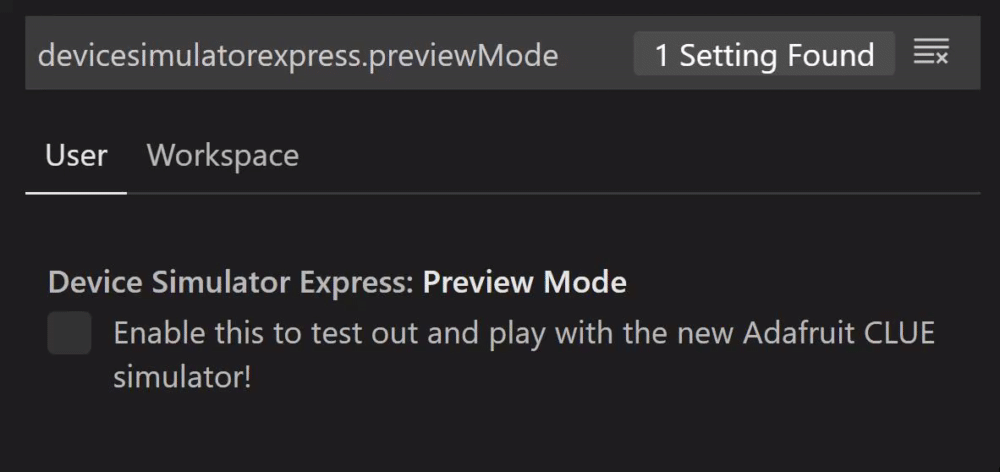 devicesimulatorexpress.previewMode 1 Setting Found
User Workspace
Device Simulator Express: Preview Mode
Enable this to test out and play with the new Adafruit CLUE
simulator!